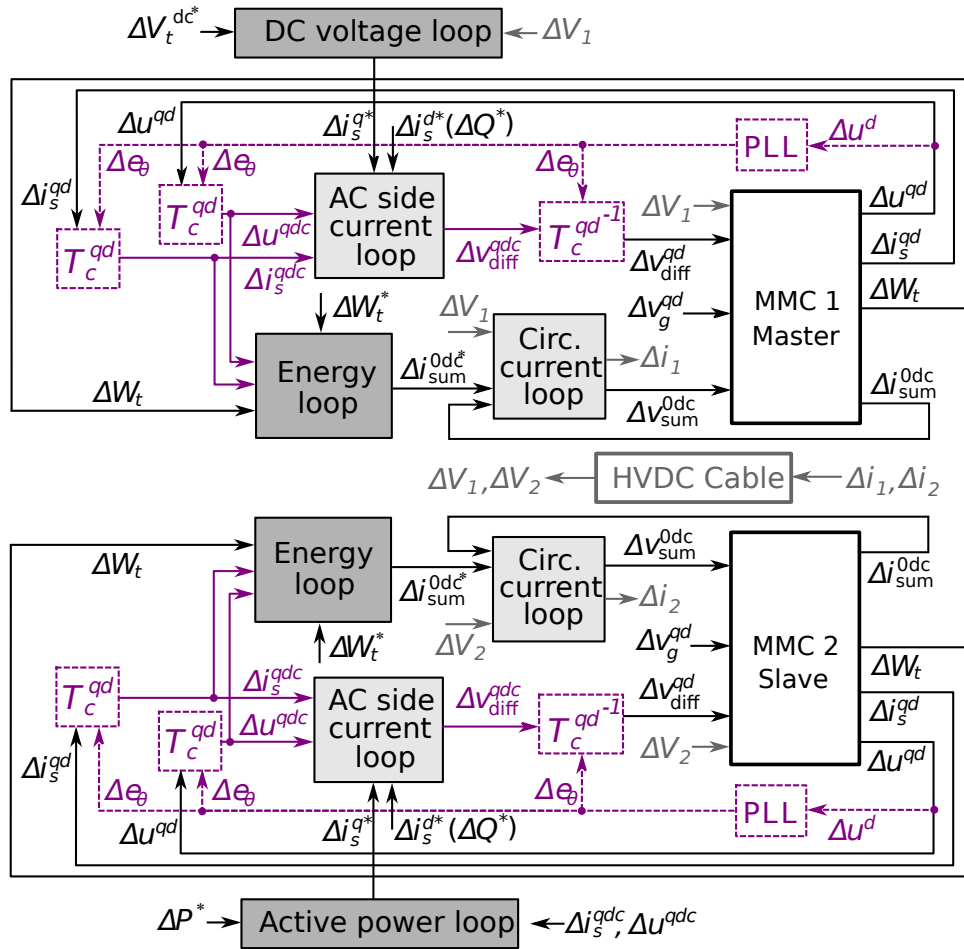 ΔV_t^dc*
DC voltage loop
ΔV_1
Δu^qd
Δi_s^q*
Δi_s^d*(ΔQ^*)
PLL
Δu^d
Δe_θ
Δe_θ
Δe_θ
Δi_s^qd
T_c^qd
AC side current loop
T_c^qd-1
ΔV_1
Δu^qd
Δu^qdc
Δv_diff^qdc
T_c^qd
Δi_s^qdc
Δv_diff^qd
Δi_s^qd
MMC 1 Master
ΔW_t
ΔW_t^*
ΔV_1
Δv_g^qd
Circ. current loop
Δi_1
Energy loop
Δi_sum^0dc*
ΔW_t
Δv_sum^0dc
Δi_sum^0dc
ΔV_1,ΔV_2
HVDC Cable
Δi_1,Δi_2
Energy loop
ΔW_t
Δi_sum^0dc*
Circ. current loop
Δv_sum^0dc
Δi_sum^0dc
Δi_2
ΔW_t^*
ΔV_2
Δv_g^qd
MMC 2 Slave
ΔW_t
T_c^qd
Δi_s^qdc
AC side current loop
Δv_diff^qdc
Δv_diff^qd
Δi_s^qd
T_c^qd
Δu^qdc
T_c^qd-1
ΔV_2
Δu^qd
Δi_s^qd
Δe_θ
Δe_θ
Δe_θ
PLL
Δu^d
Δu^qd
Δi_s^q*
Δi_s^d*(ΔQ^*)
ΔP^*
Active power loop
Δi_s^qdc, Δu^qdc